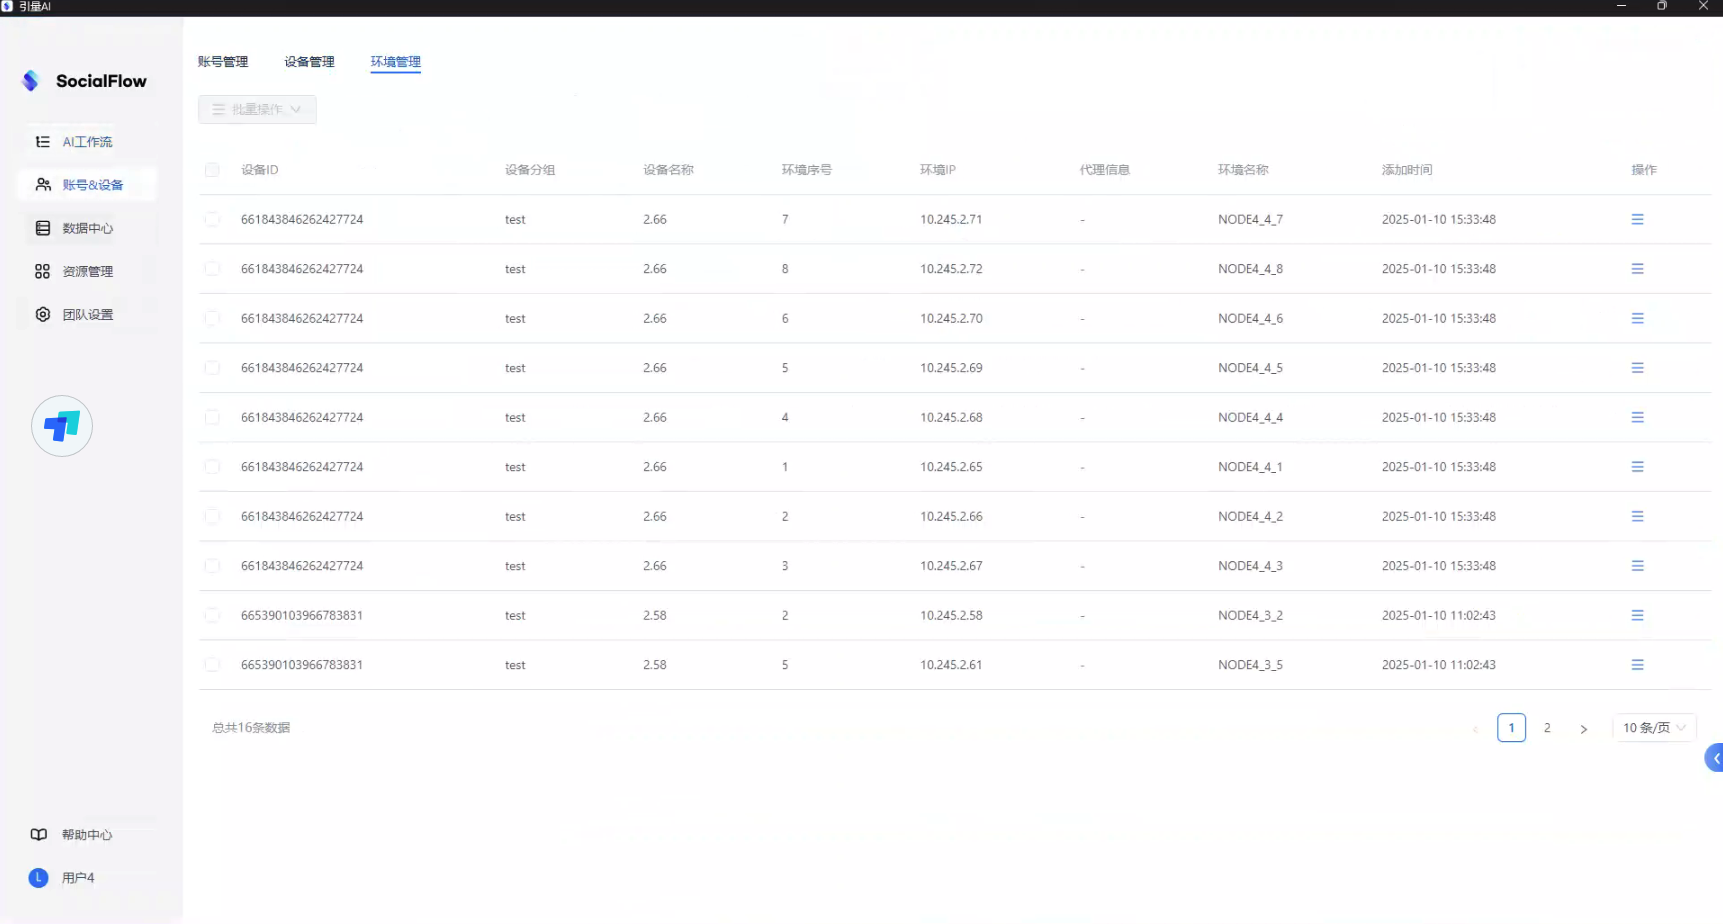 引量AI
SocialFlow
AI工作流
账号&设备
数据中心
资源管理
团队设置
帮助中心
L 用户4
账号管理 设备管理 环境管理
批量操作
设备ID 设备分组 设备名称 环境序号 环境IP 代理信息 环境名称 添加时间 操作
661843846262427724 test 2.66 7 10.245.2.71 - NODE4_4_7 2025-01-10 15:33:48
661843846262427724 test 2.66 8 10.245.2.72 - NODE4_4_8 2025-01-10 15:33:48
661843846262427724 test 2.66 6 10.245.2.70 - NODE4_4_6 2025-01-10 15:33:48
661843846262427724 test 2.66 5 10.245.2.69 - NODE4_4_5 2025-01-10 15:33:48
661843846262427724 test 2.66 4 10.245.2.68 - NODE4_4_4 2025-01-10 15:33:48
661843846262427724 test 2.66 1 10.245.2.65 - NODE4_4_1 2025-01-10 15:33:48
661843846262427724 test 2.66 2 10.245.2.66 - NODE4_4_2 2025-01-10 15:33:48
661843846262427724 test 2.66 3 10.245.2.67 - NODE4_4_3 2025-01-10 15:33:48
665390103966783831 test 2.58 2 10.245.2.58 - NODE4_3_2 2025-01-10 11:02:43
665390103966783831 test 2.58 5 10.245.2.61 - NODE4_3_5 2025-01-10 11:02:43
总共16条数据 < 1 2 > 10 条/页